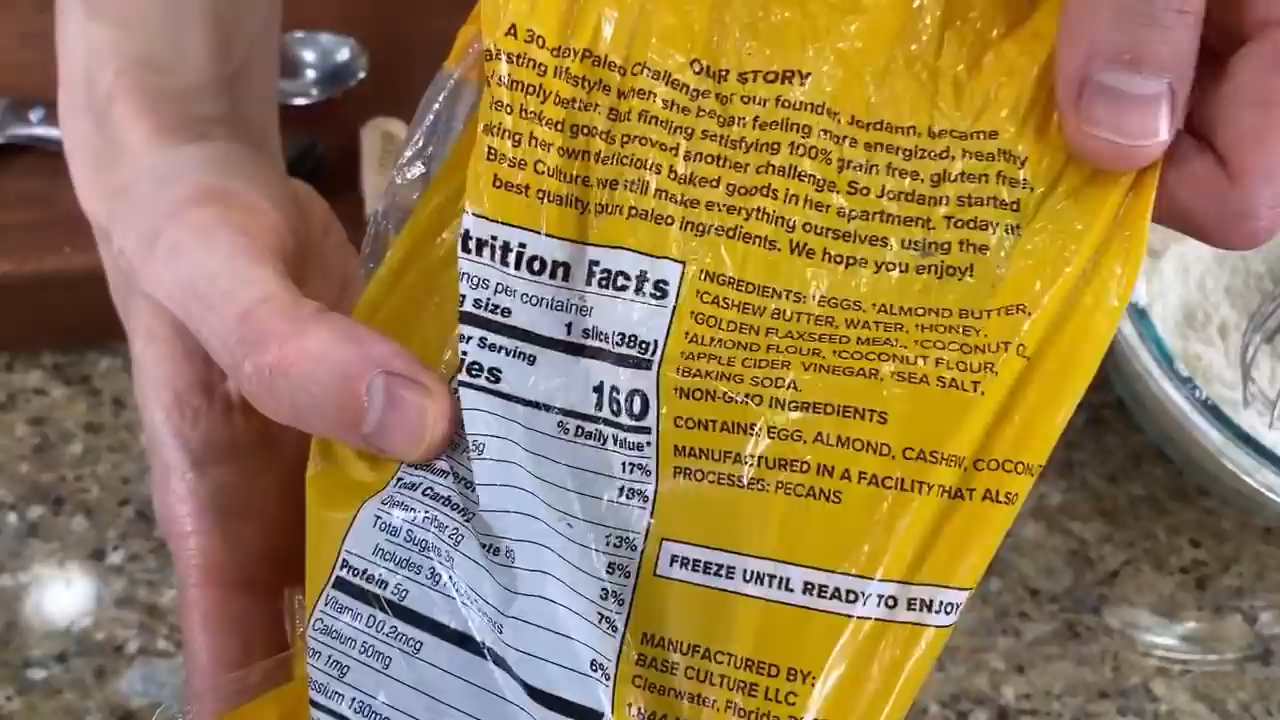 OUR STORY
A 30-day Paleo Challenge for our founder, Jordann, became
lasting lifestyle when she began feeling more energized, healthy
simply better. But finding satisfying 100% grain free, gluten free,
leo baked goods proved another challenge. So Jordann started
king her own delicious baked goods in her apartment. Today at
Base Culture, we still make everything ourselves, using the
best quality, pure paleo ingredients. We hope you enjoy!
trition Facts
ings per container
g size 1 slice (38g)
er Serving
ies 160
% Daily Value*
5g 17%
18%
13%
Total Carbohy ate 8g
5%
Dietary Fiber 2g
3%
Total Sugars
7%
Includes 3g
Protein 5g
6%
Vitamin D 0.2mcg
Calcium 50mg
on 1mg
assium 130mg
INGREDIENTS: †EGGS, †ALMOND BUTTER,
†CASHEW BUTTER, WATER, †HONEY,
†GOLDEN FLAXSEED MEAL, †COCONUT O
†ALMOND FLOUR, †COCONUT FLOUR,
†APPLE CIDER VINEGAR, †SEA SALT,
†BAKING SODA.
†NON-GMO INGREDIENTS
CONTAINS: EGG, ALMOND, CASHEW, COCONUT
MANUFACTURED IN A FACILITY THAT ALSO
PROCESSES: PECANS
FREEZE UNTIL READY TO ENJOY
MANUFACTURED BY:
BASE CULTURE LLC
Clearwater, Florida